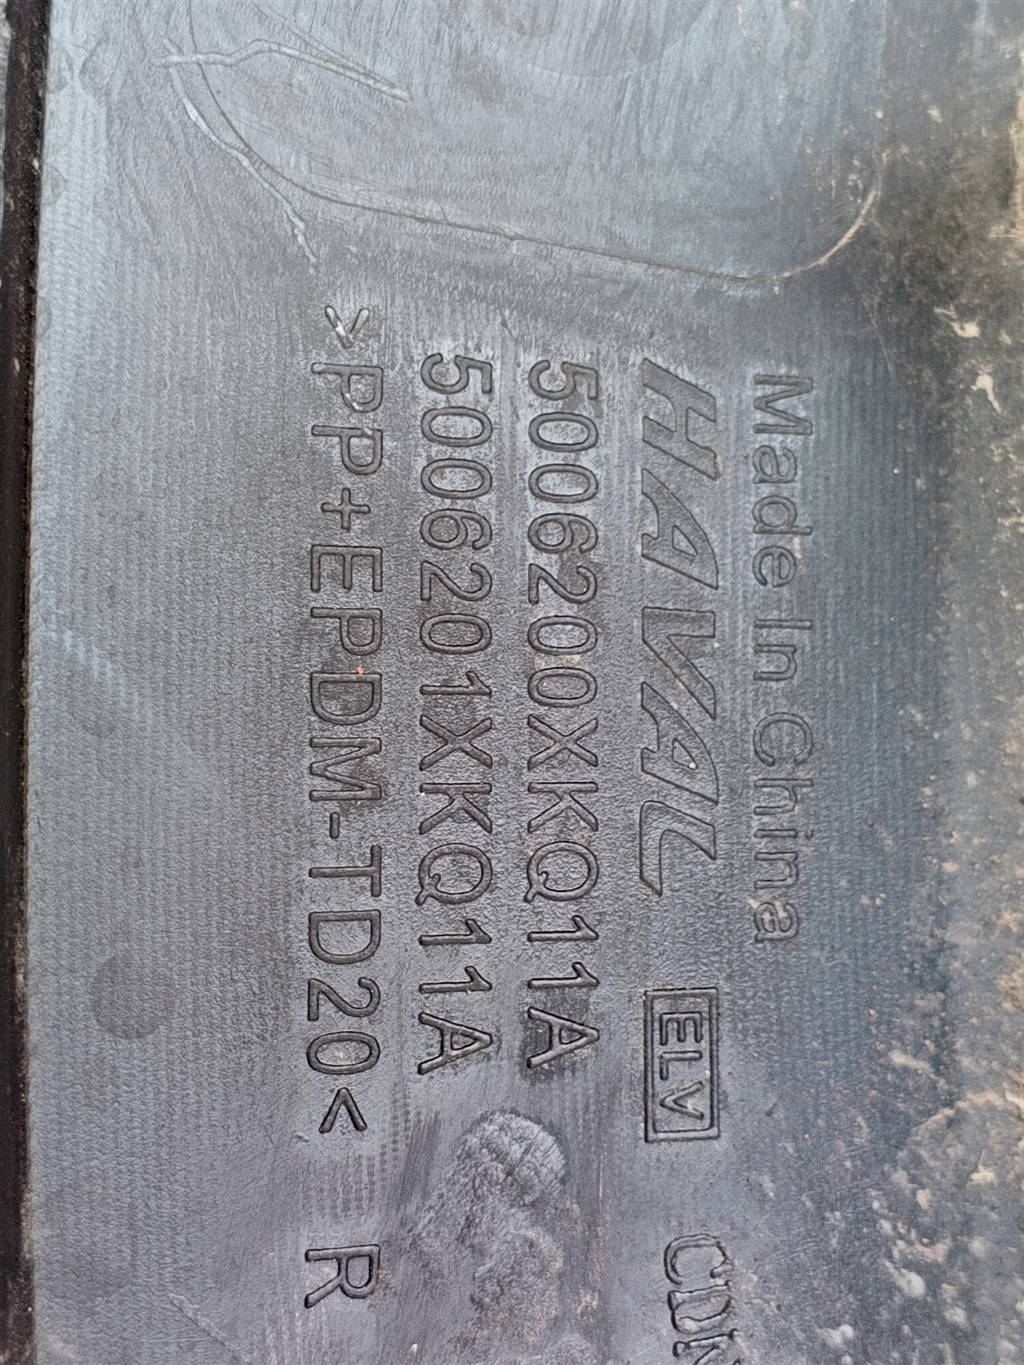 Made In China
HAVAL ELV
5006200XKQ11A
5006201XKQ11A
>PP+EPDM-TD20< R